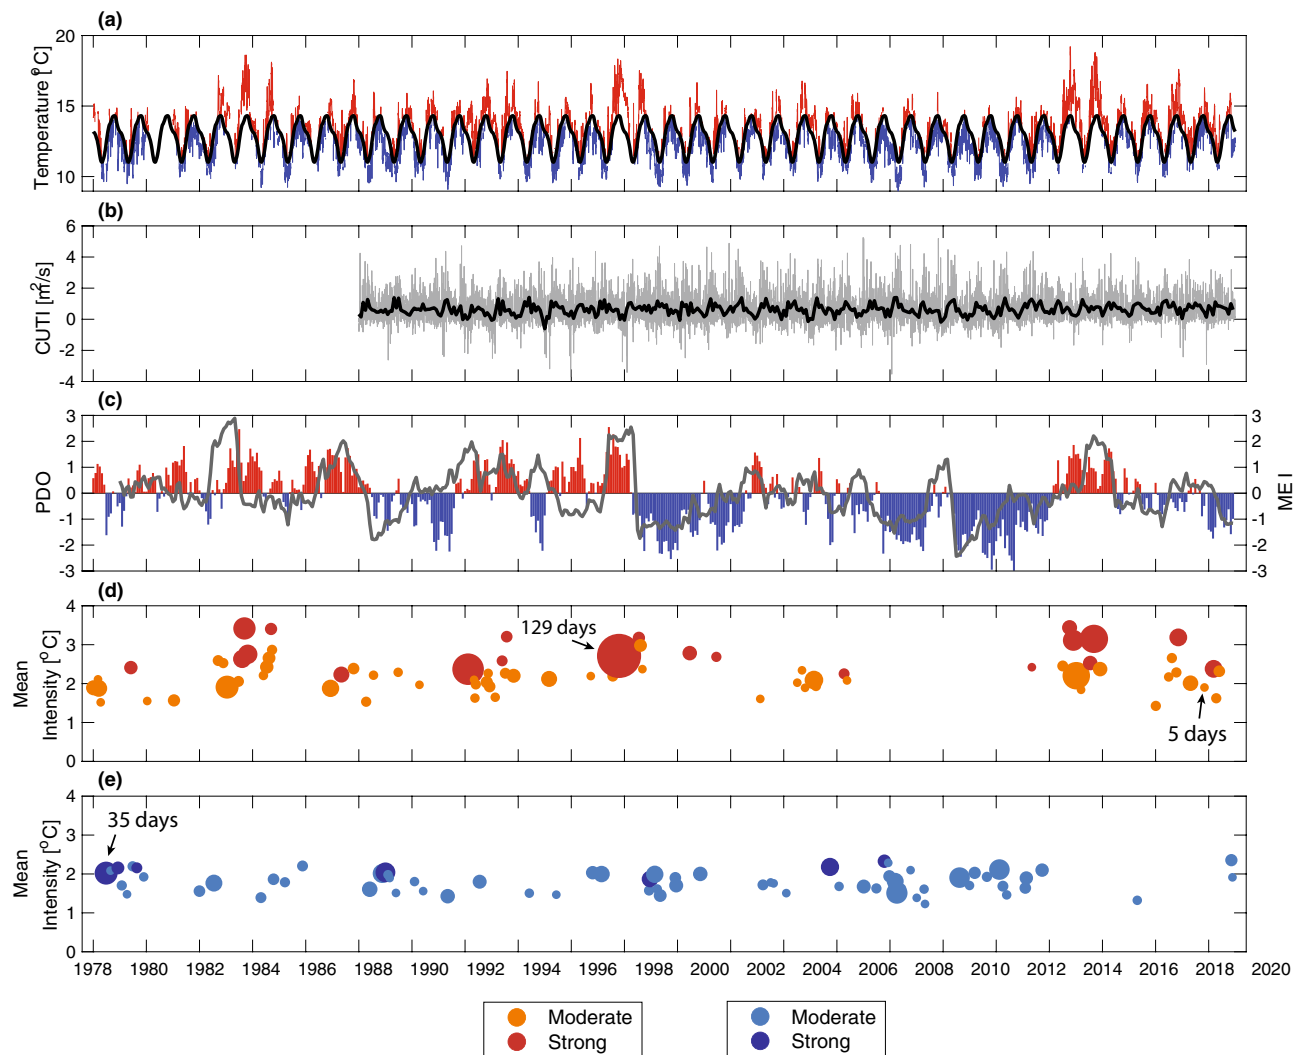 (a)
20
15
10
Temperature [°C]
(b)
6
4
2
0
-2
-4
CUTI [m²/s]
(c)
3
2
1
0
-1
-2
-3
PDO
3
2
1
0
-1
-2
-3
MEI
(d)
4
3
2
1
0
Mean
Intensity [°C]
129 days
5 days
(e)
4
3
2
1
0
Mean
Intensity [°C]
35 days
1978 1980 1982 1984 1986 1988 1990 1992 1994 1996 1998 2000 2002 2004 2006 2008 2010 2012 2014 2016 2018 2020
Moderate
Strong
Moderate
Strong